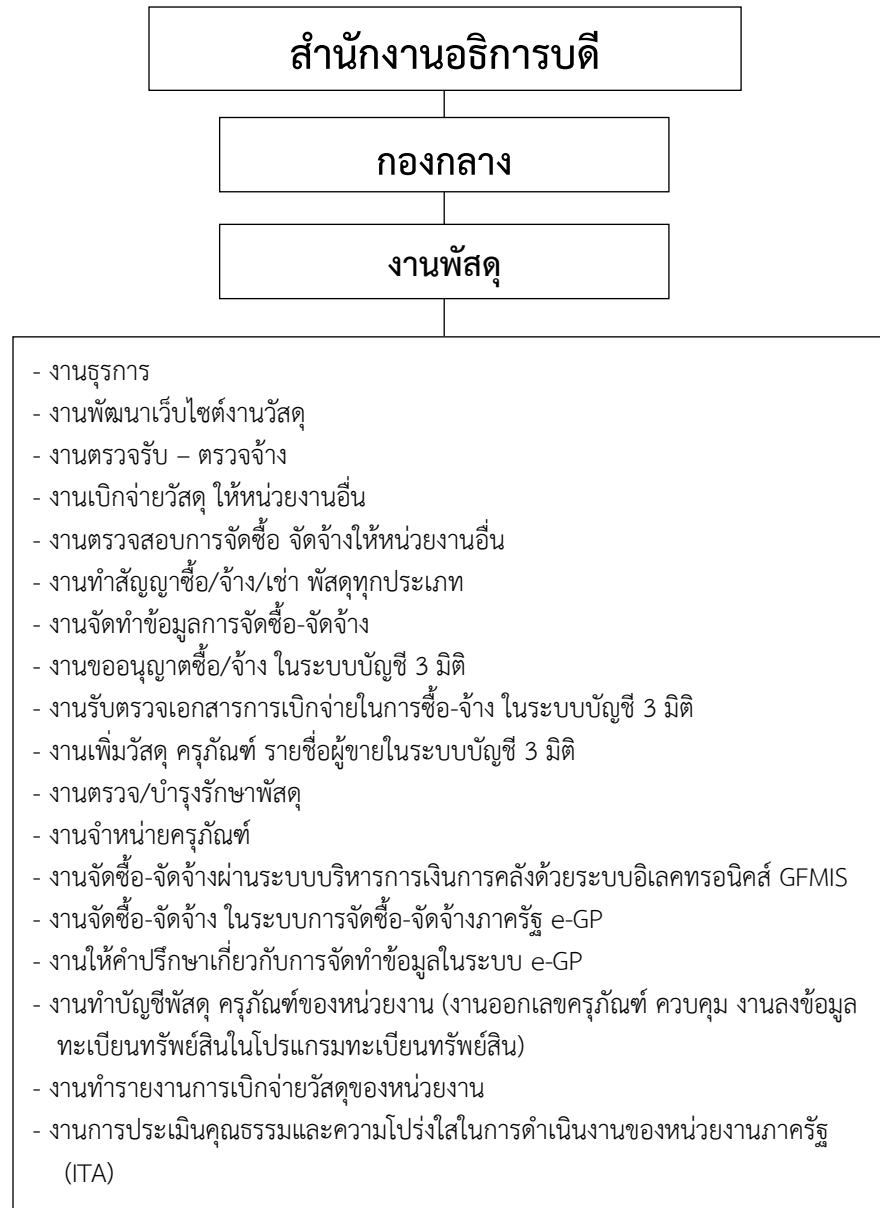 สำนักงานอธิการบดี
กองกลาง
งานพัสดุ
- งานธุรการ
- งานพัฒนาเว็บไซต์งานวัสดุ
- งานตรวจรับ – ตรวจจ้าง
- งานเบิกจ่ายวัสดุ ให้หน่วยงานอื่น
- งานตรวจสอบการจัดซื้อ จัดจ้างให้หน่วยงานอื่น
- งานทำสัญญาซื้อ/จ้าง/เช่า พัสดุทุกประเภท
- งานจัดทำข้อมูลการจัดซื้อ-จัดจ้าง
- งานขออนุญาตซื้อ/จ้าง ในระบบบัญชี 3 มิติ
- งานรับตรวจเอกสารการเบิกจ่ายในการซื้อ-จ้าง ในระบบบัญชี 3 มิติ
- งานเพิ่มวัสดุ ครุภัณฑ์ รายชื่อผู้ขายในระบบบัญชี 3 มิติ
- งานตรวจ/บำรุงรักษาพัสดุ
- งานจำหน่ายครุภัณฑ์
- งานจัดซื้อ-จัดจ้างผ่านระบบบริหารการเงินการคลังด้วยระบบอิเลคทรอนิคส์ GFMIS
- งานจัดซื้อ-จัดจ้าง ในระบบการจัดซื้อ-จัดจ้างภาครัฐ e-GP
- งานให้คำปรึกษาเกี่ยวกับการจัดทำข้อมูลในระบบ e-GP
- งานทำบัญชีพัสดุ ครุภัณฑ์ของหน่วยงาน (งานออกเลขครุภัณฑ์ ควบคุม งานลงข้อมูล
ทะเบียนทรัพย์สินในโปรแกรมทะเบียนทรัพย์สิน)
- งานทำรายงานการเบิกจ่ายวัสดุของหน่วยงาน
- งานการประเมินคุณธรรมและความโปร่งใสในการดำเนินงานของหน่วยงานภาครัฐ
(ITA)